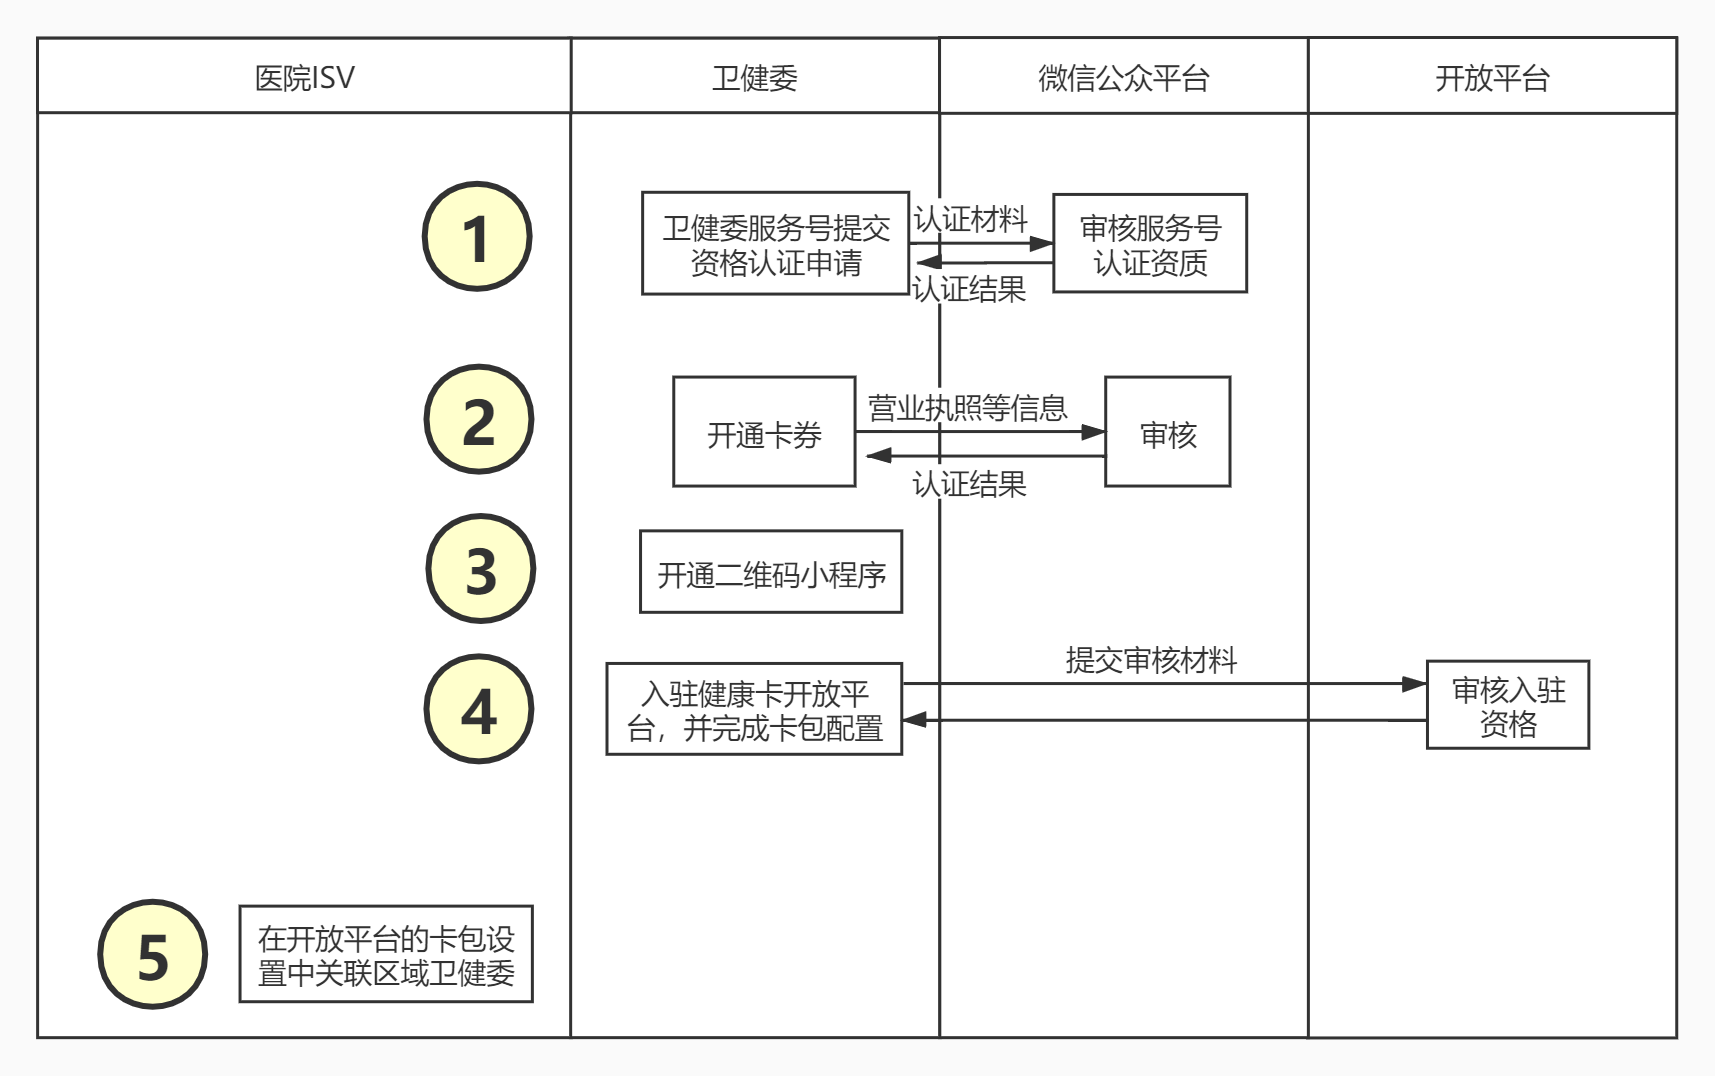 医院ISV
卫健委
微信公众平台
开放平台
1
卫健委服务号提交
资格认证申请
认证材料
认证结果
审核服务号
认证资质
2
开通卡券
营业执照等信息
认证结果
审核
3
开通二维码小程序
4
入驻健康卡开放平
台，并完成卡包配置
提交审核材料
审核入驻
资格
5
在开放平台的卡包设
置中关联区域卫健委